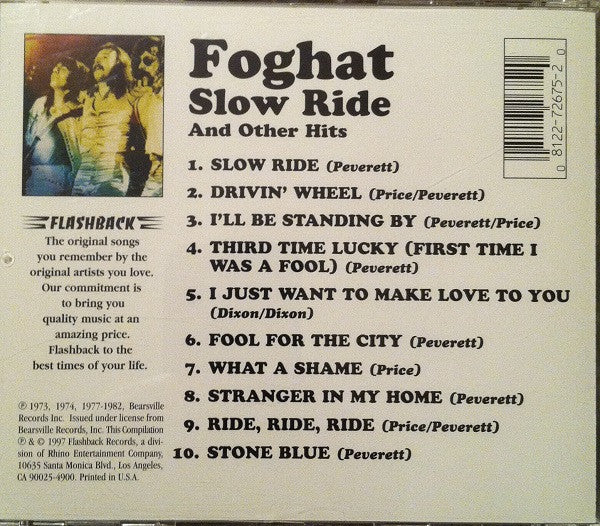 Foghat
Slow Ride
And Other Hits
0 8122-72675-2 0
1. SLOW RIDE (Peverett)
2. DRIVIN' WHEEL (Price/Peverett)
3. I'LL BE STANDING BY (Peverett/Price)
4. THIRD TIME LUCKY (FIRST TIME I
WAS A FOOL) (Peverett)
5. I JUST WANT TO MAKE LOVE TO YOU
(Dixon/Dixon)
6. FOOL FOR THE CITY (Peverett)
7. WHAT A SHAME (Price)
8. STRANGER IN MY HOME (Peverett)
9. RIDE, RIDE, RIDE (Price/Peverett)
10. STONE BLUE (Peverett)
FLASHBACK
The original songs
you remember by the
original artists you love.
Our commitment is
to bring you
quality music at an
amazing price.
Flashback to the
best times of your life.
℗ 1973, 1974, 1977-1982, Bearsville
Records Inc. Issued under license from
Bearsville Records, Inc. This Compilation
℗ & © 1997 Flashback Records, a divi-
sion of Rhino Entertainment Company,
10635 Santa Monica Blvd., Los Angeles,
CA 90025-4900. Printed in U.S.A.